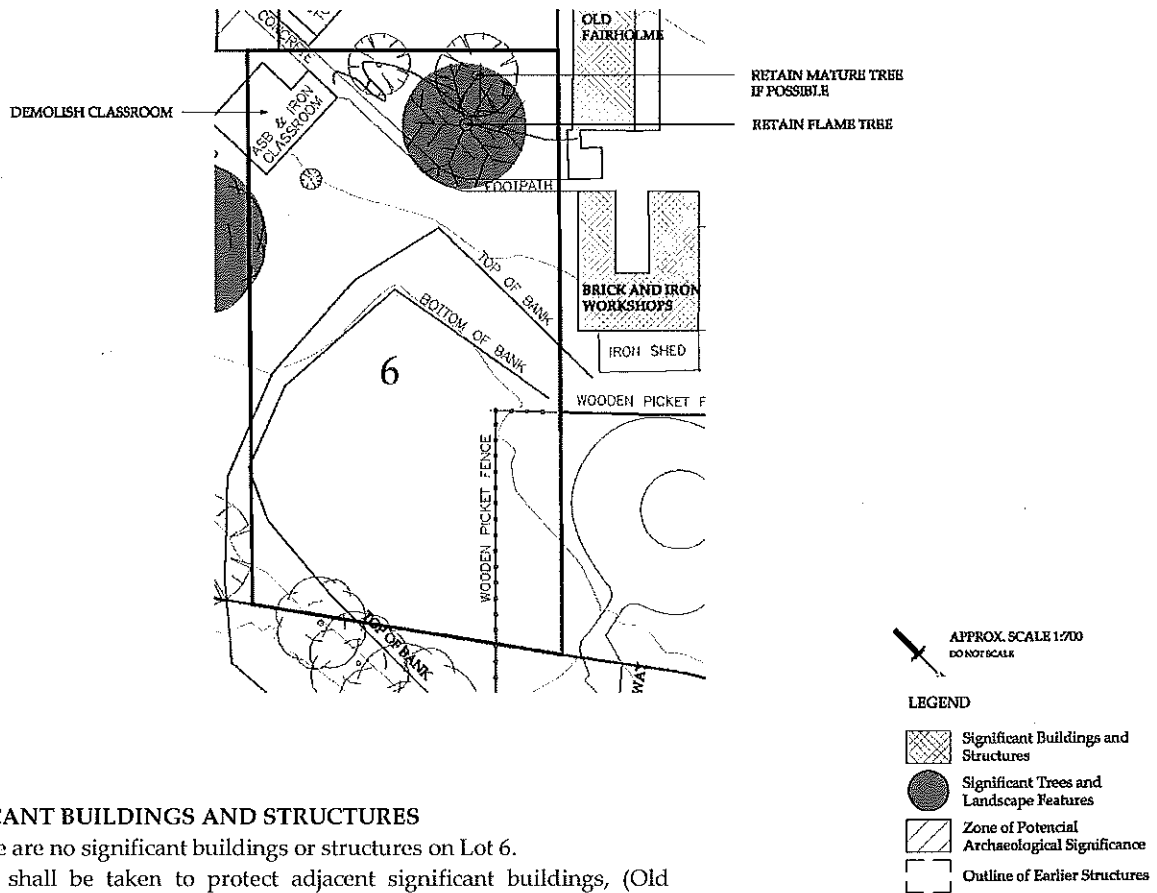 CONCRETE
OLD
FAIRHOLME
RETAIN MATURE TREE
IF POSSIBLE
DEMOLISH CLASSROOM
ASB & IRON
CLASSROOM
RETAIN FLAME TREE
FOOTPATH
TOP OF BANK
BOTTOM OF BANK
BRICK AND IRON
WORKSHOPS
IRON SHED
6
WOODEN PICKET F
WOODEN PICKET FENCE
TOP OF BANK
WAY
APPROX. SCALE 1:700
DO NOT SCALE
LEGEND
Significant Buildings and
Structures
Significant Trees and
Landscape Features
Zone of Potencial
Archaeological Significance
Outline of Earlier Structures
CANT BUILDINGS AND STRUCTURES
e are no significant buildings or structures on Lot 6.
shall be taken to protect adjacent significant buildings, (Old